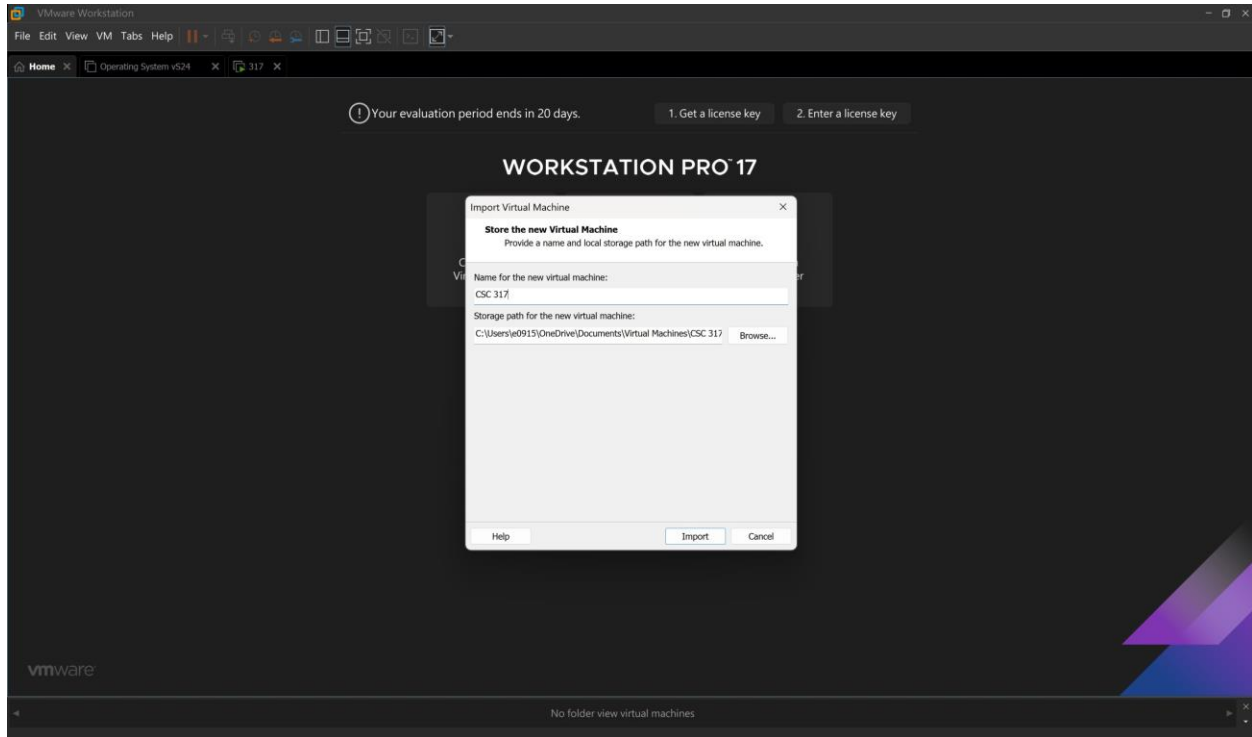 VMware Workstation
File Edit View VM Tabs Help
Home Operating System vS24 317
Your evaluation period ends in 20 days. 1. Get a license key 2. Enter a license key
WORKSTATION PRO™ 17
Import Virtual Machine
Store the new Virtual Machine
Provide a name and local storage path for the new virtual machine.
Name for the new virtual machine:
CSC 317
Storage path for the new virtual machine:
C:\Users\e0915\OneDrive\Documents\Virtual Machines\CSC 317 Browse...
Help Import Cancel
vmware
No folder view virtual machines